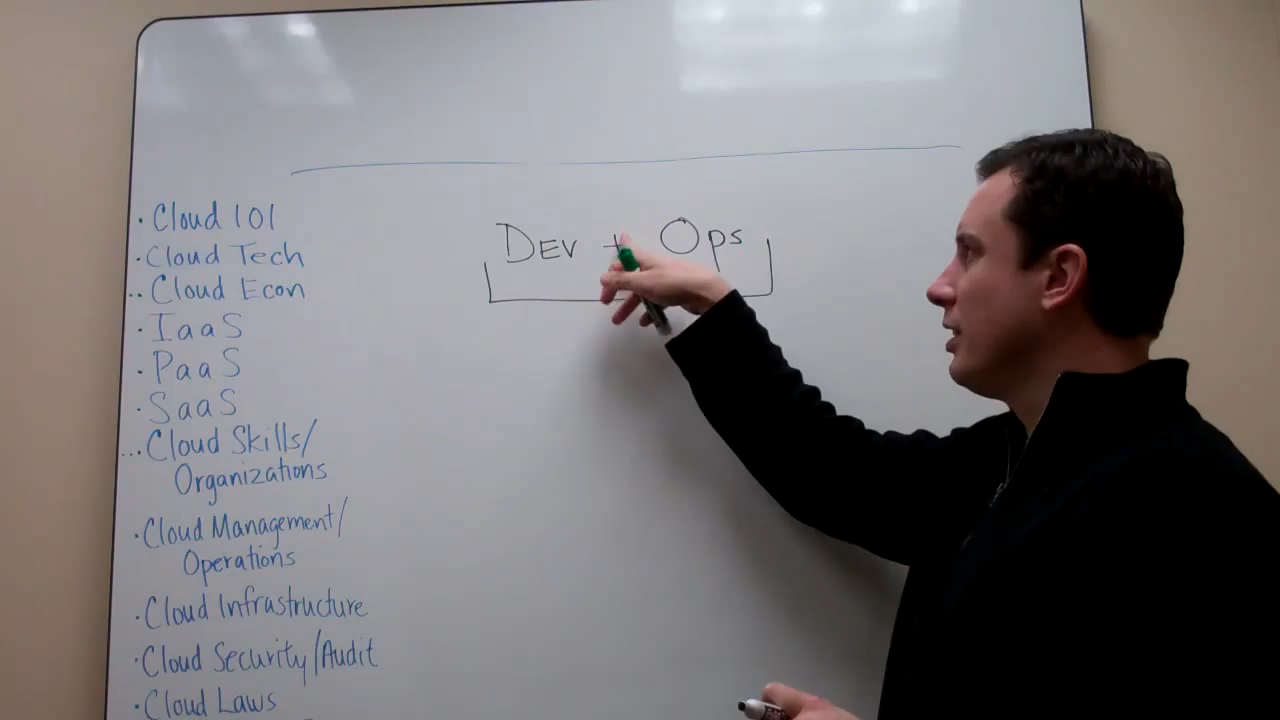 · Cloud 101
· Cloud Tech
·· Cloud Econ
· IaaS
· PaaS
· SaaS
... Cloud Skills/
Organizations
· Cloud Management/
Operations
· Cloud Infrastructure
· Cloud Security/Audit
· Cloud Laws
Dev + Ops